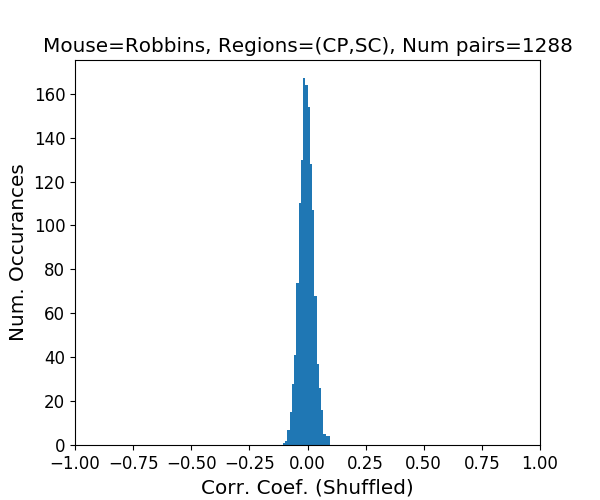 Mouse=Robbins, Regions=(CP,SC), Num pairs=1288
Num. Occurances
160
140
120
100
80
60
40
20
0
−1.00 −0.75 −0.50 −0.25 0.00 0.25 0.50 0.75 1.00
Corr. Coef. (Shuffled)